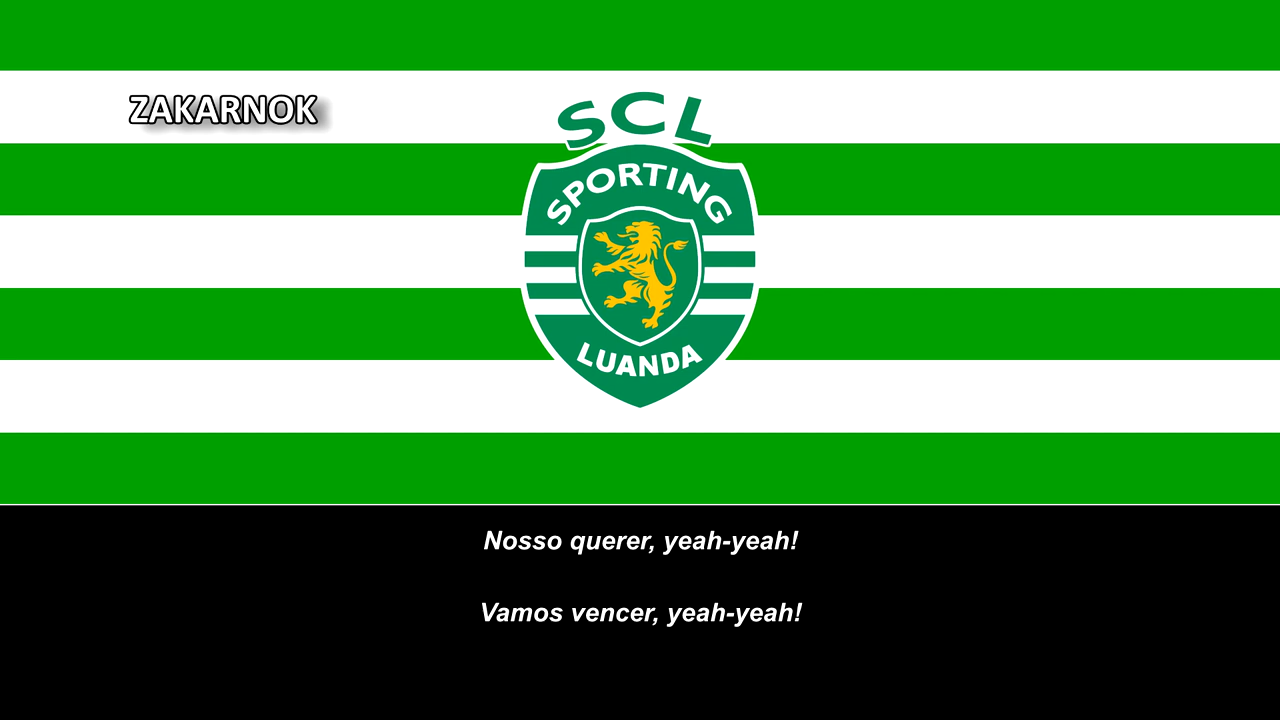 ZAKARNOK
SCL
SPORTING
LUANDA
Nosso querer, yeah-yeah!
Vamos vencer, yeah-yeah!